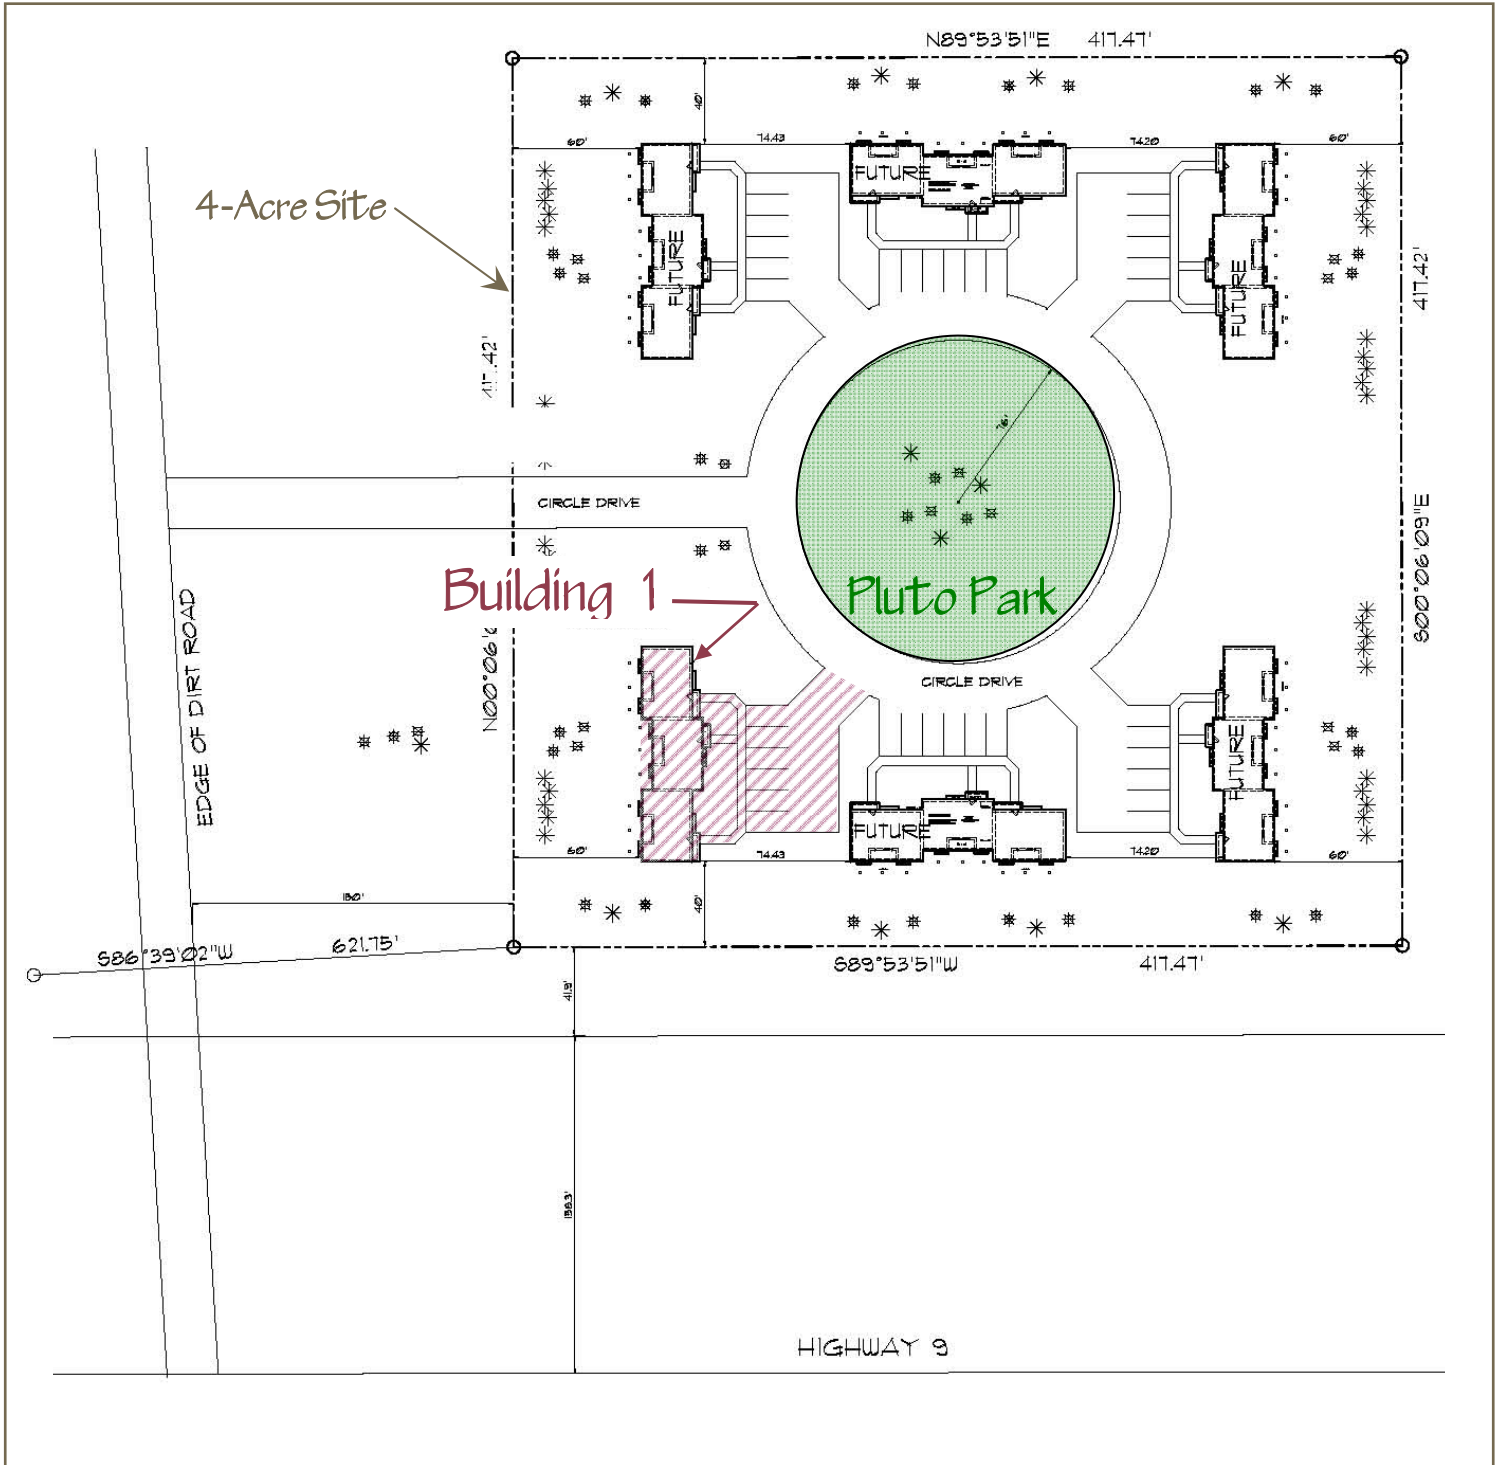 N89°53'51"E 417.47'
40'
60'
74.43
74.20
60'
FUTURE
4-Acre Site
FUTURE
FUTURE
417.42'
417.42'
76'
CIRCLE DRIVE
S00°06'09"E
Building 1
Pluto Park
N00°06'
EDGE OF DIRT ROAD
CIRCLE DRIVE
FUTURE
FUTURE
60'
74.43
74.20
60'
40'
S86°39'02"W 621.75'
S89°53'51"W 417.47'
41.9'
HIGHWAY 9